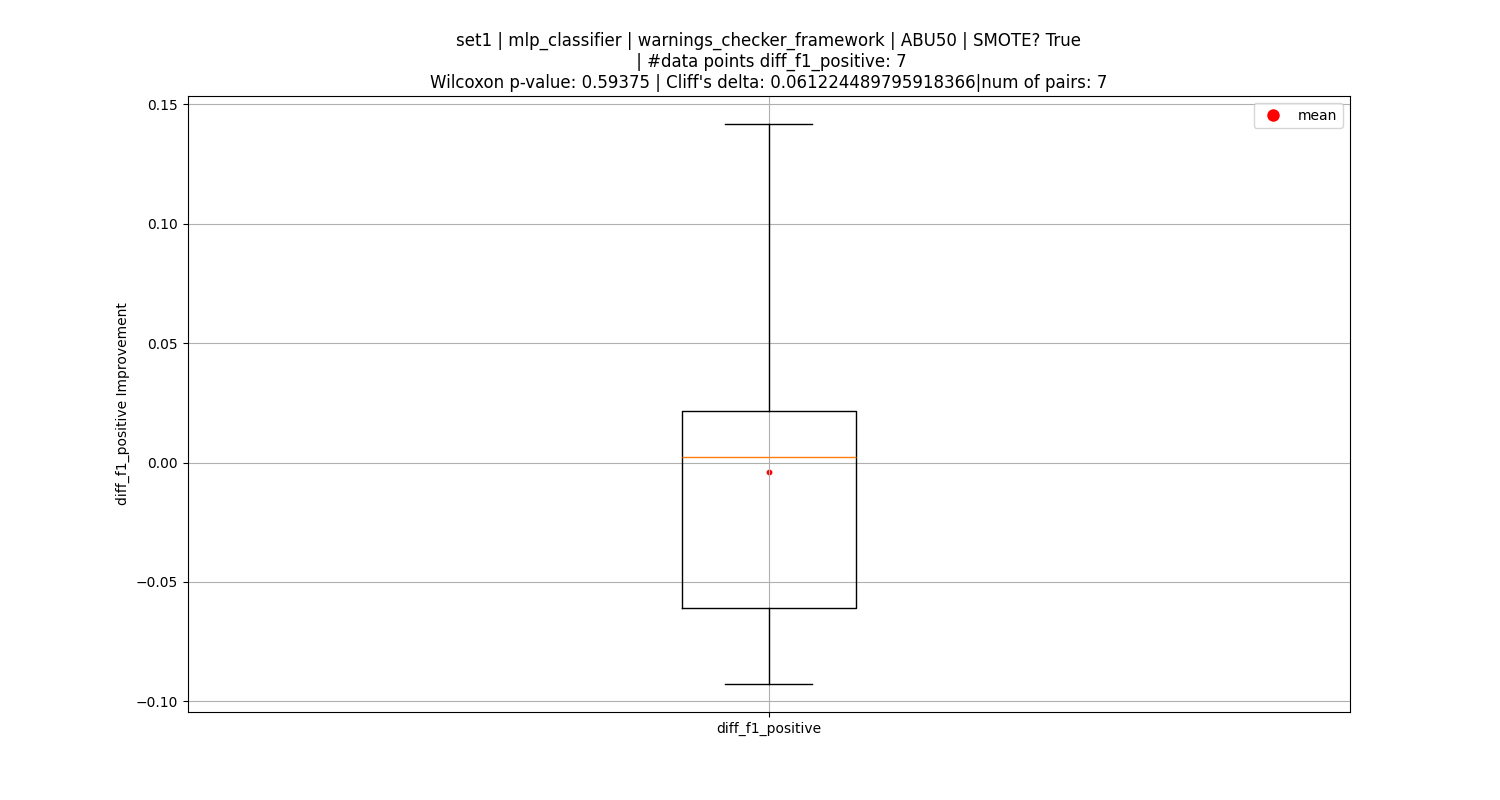 set1 | mlp_classifier | warnings_checker_framework | ABU50 | SMOTE? True
| #data points diff_f1_positive: 7
Wilcoxon p-value: 0.59375 | Cliff's delta: 0.061224489795918366|num of pairs: 7
mean
0.15
0.10
0.05
0.00
−0.05
−0.10
diff_f1_positive Improvement
diff_f1_positive